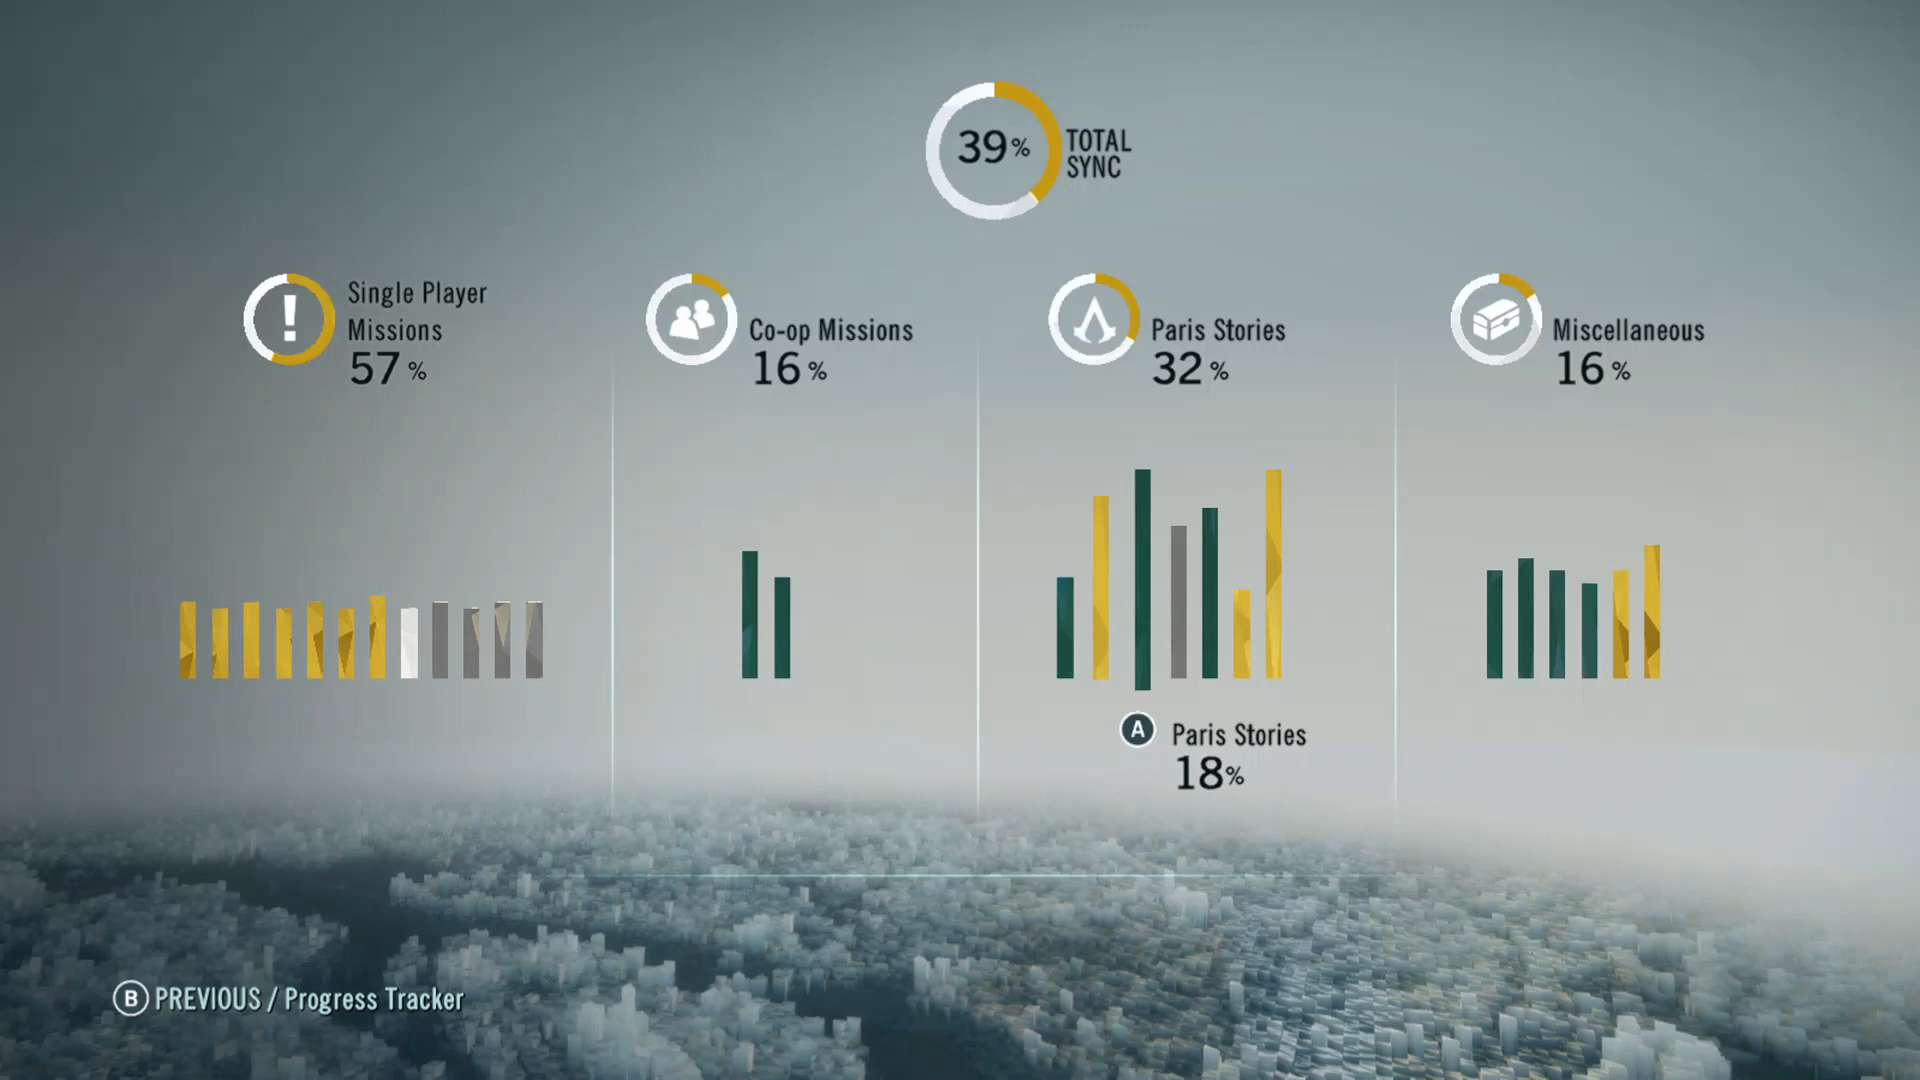 39%
TOTAL
SYNC
Single Player
Missions
57 %
Co-op Missions
16 %
Paris Stories
32 %
Miscellaneous
16 %
A Paris Stories
18%
B PREVIOUS / Progress Tracker